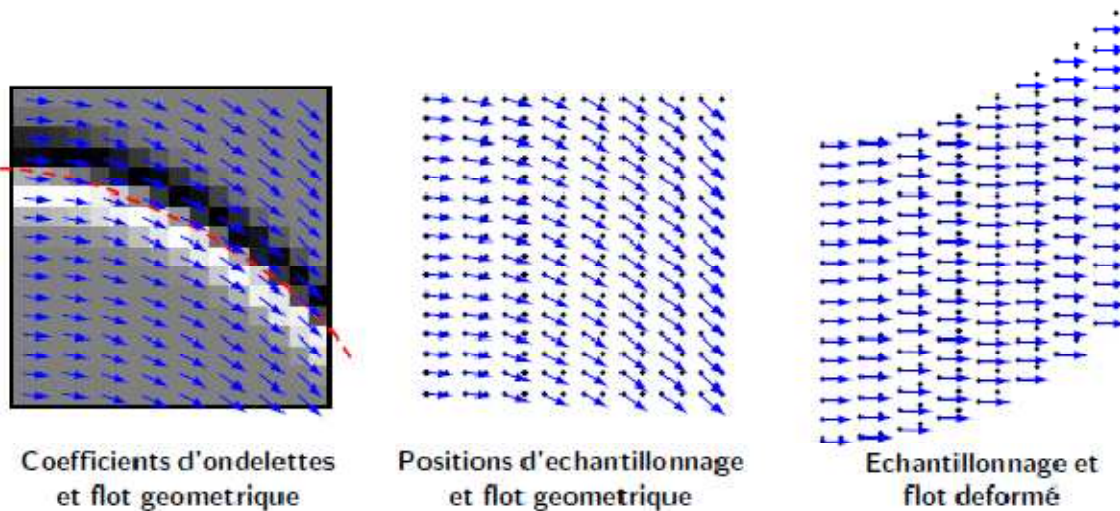 Coefficients d'ondelettes
et flot geometrique
Positions d'echantillonnage
et flot geometrique
Echantillonnage et
flot deformé